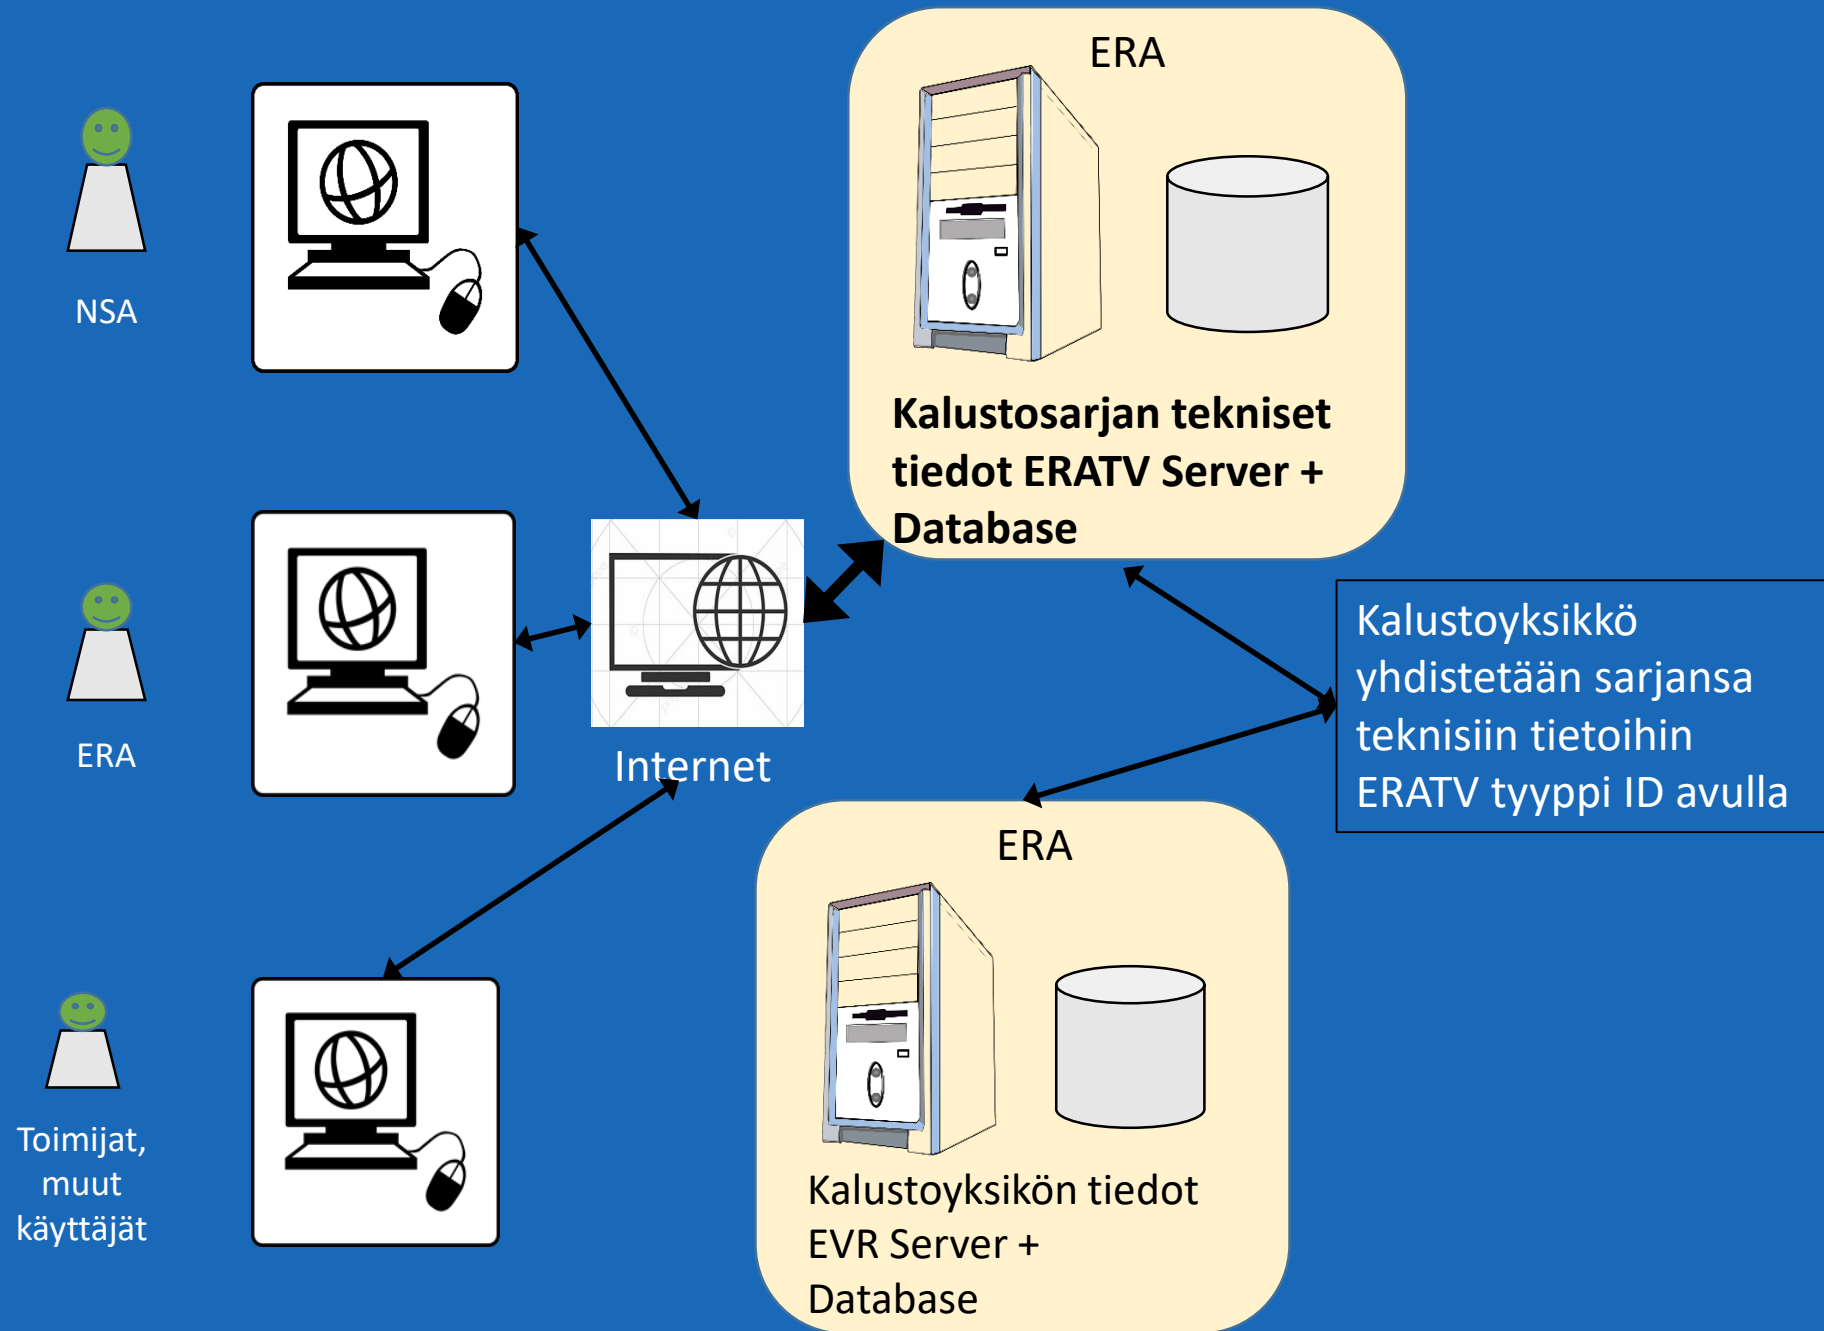 ERA
NSA
Kalustosarjan tekniset
tiedot ERATV Server +
Database
ERA
Internet
Kalustoyksikkö
yhdistetään sarjansa
teknisiin tietoihin
ERATV tyyppi ID avulla
ERA
Toimijat,
muut
käyttäjät
Kalustoyksikön tiedot
EVR Server +
Database